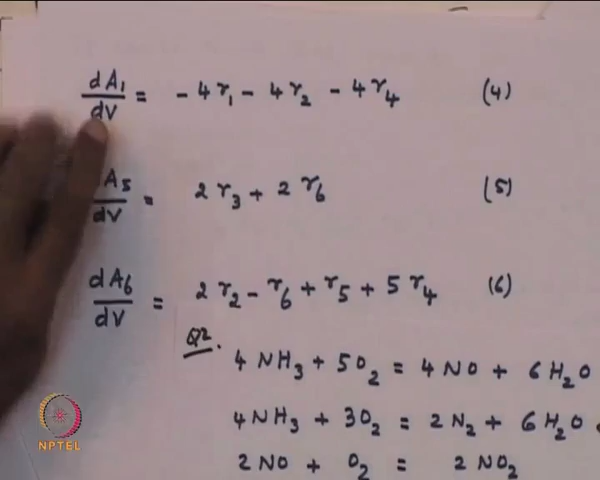 dA₁/dV = - 4r₁ - 4r₂ - 4r₄ (4)
A₅/dV = 2r₃ + 2r₆ (5)
dA₆/dV = 2r₂ - r₆ + r₅ + 5r₄ (6)
Q2.
4NH₃ + 5O₂ = 4NO + 6H₂O
4NH₃ + 3O₂ = 2N₂ + 6H₂O
2NO + O₂ = 2NO₂
NPTEL